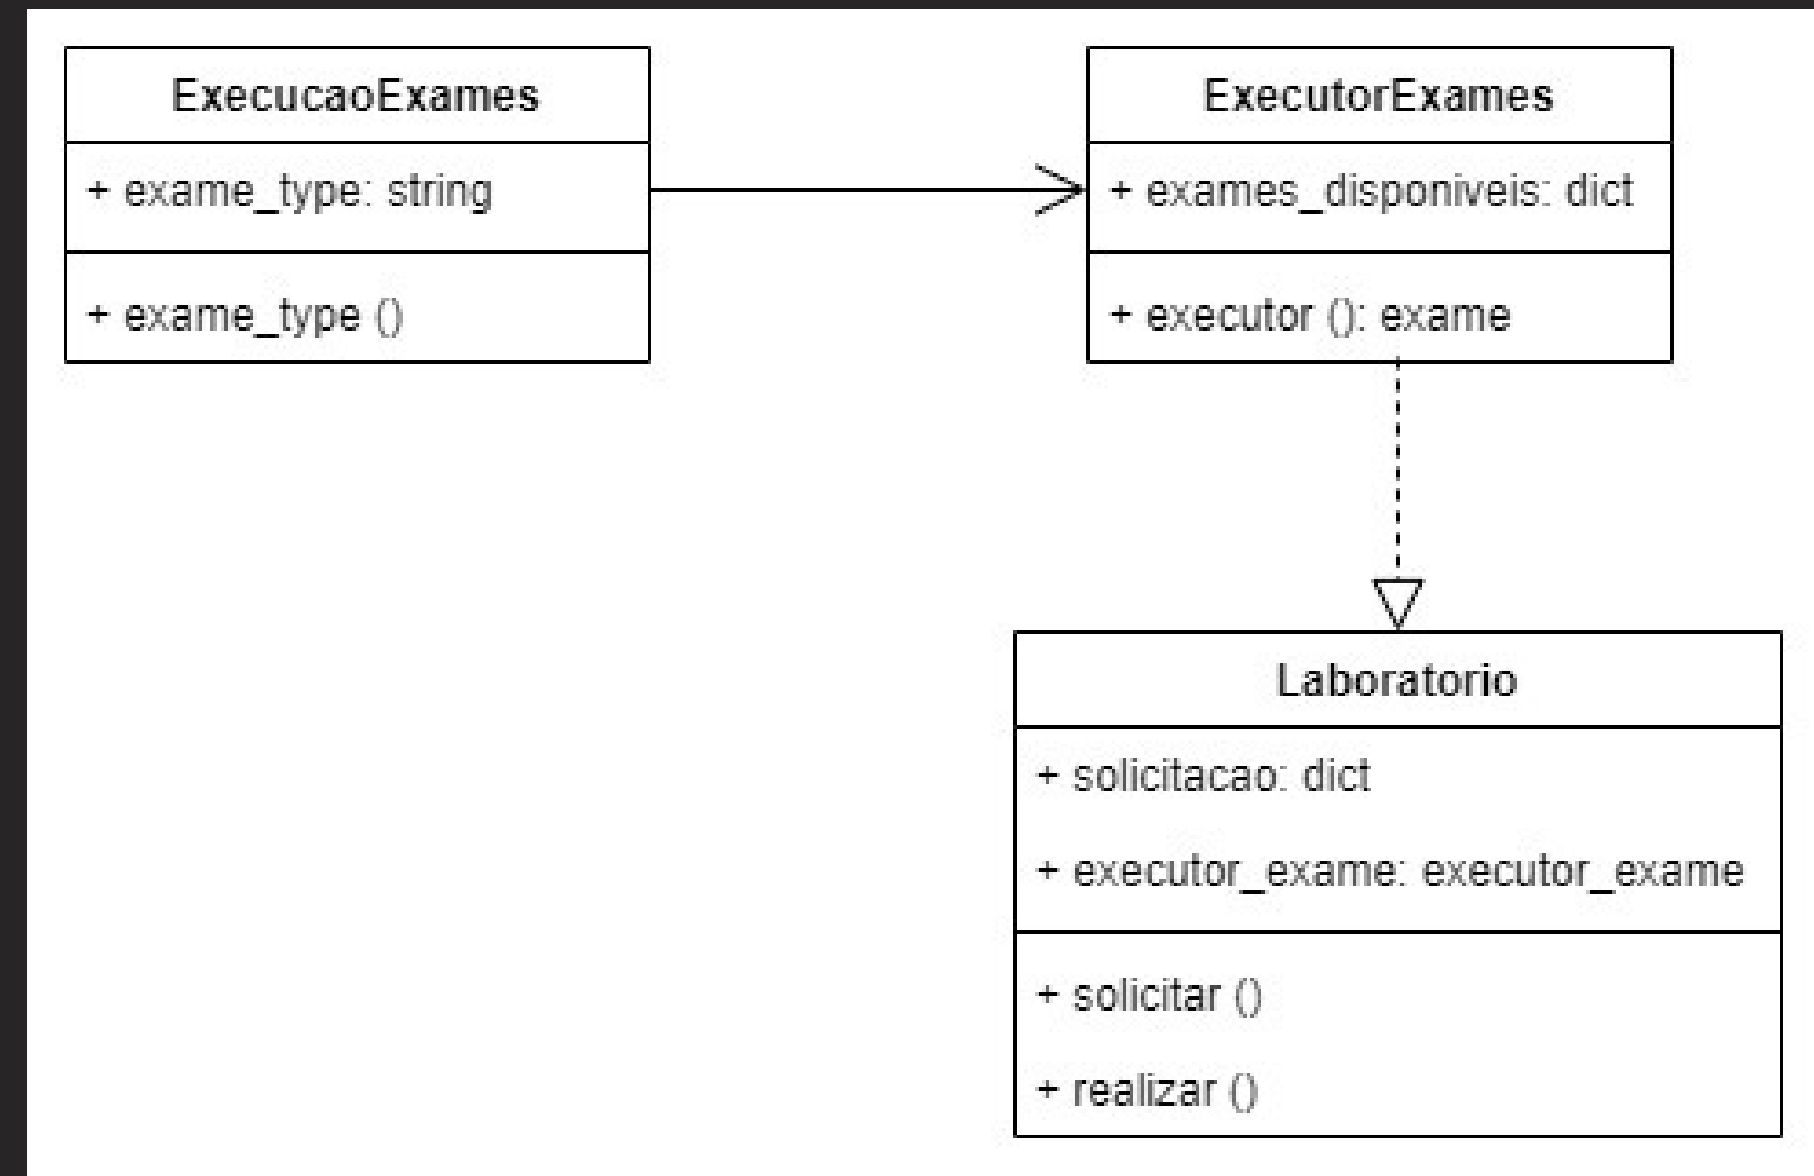 ExecucaoExames
+ exame_type: string
+ exame_type ()
ExecutorExames
+ exames_disponiveis: dict
+ executor (): exame
Laboratorio
+ solicitacao: dict
+ executor_exame: executor_exame
+ solicitar ()
+ realizar ()